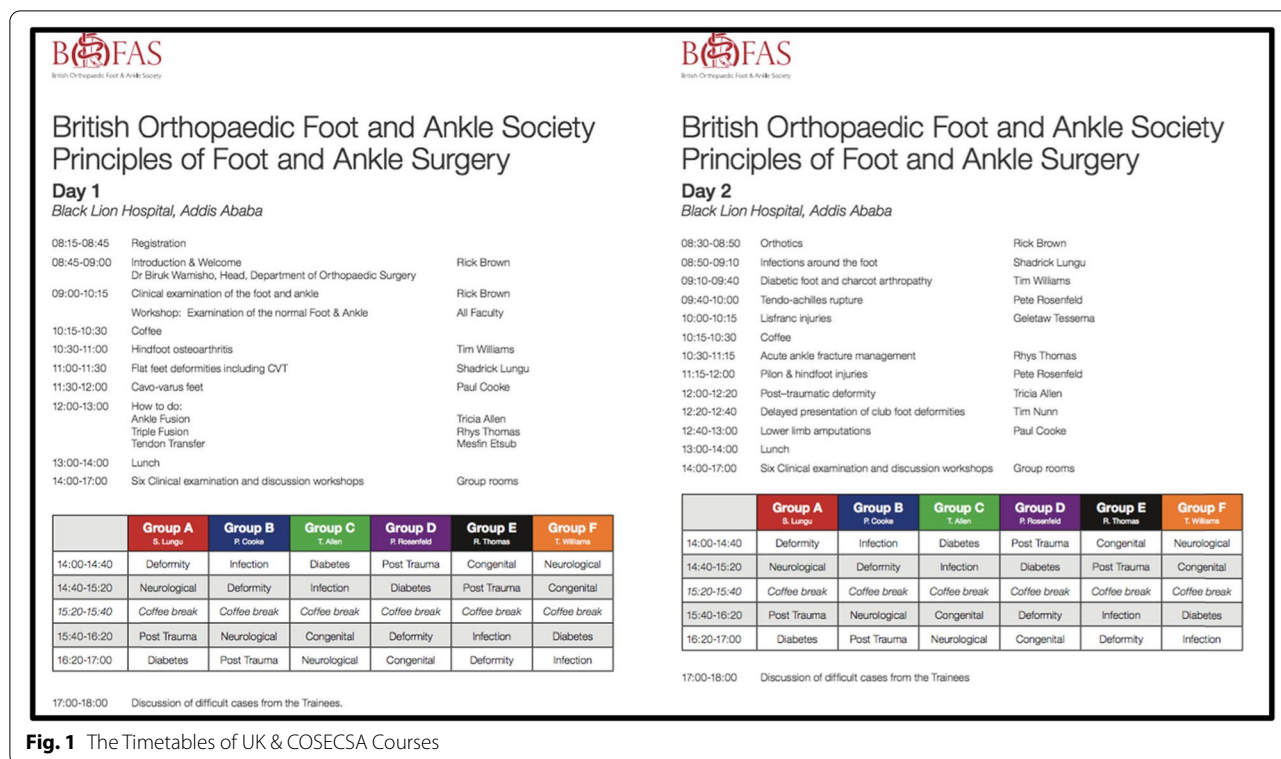 BOFAS
British Orthopaedic Foot & Ankle Society
British Orthopaedic Foot and Ankle Society
Principles of Foot and Ankle Surgery
Day 1
Black Lion Hospital, Addis Ababa
08:15-08:45 Registration
08:45-09:00 Introduction & Welcome Rick Brown
Dr Biruk Wamisho, Head, Department of Orthopaedic Surgery
09:00-10:15 Clinical examination of the foot and ankle Rick Brown
Workshop: Examination of the normal Foot & Ankle All Faculty
10:15-10:30 Coffee
10:30-11:00 Hindfoot osteoarthritis Tim Williams
11:00-11:30 Flat feet deformities including CVT Shadrick Lungu
11:30-12:00 Cavo-varus feet Paul Cooke
12:00-13:00 How to do:
Ankle Fusion Tricia Allen
Triple Fusion Rhys Thomas
Tendon Transfer Mesfin Etsub
13:00-14:00 Lunch
14:00-17:00 Six Clinical examination and discussion workshops Group rooms
Group A Group B Group C Group D Group E Group F
S. Lungu P. Cooke T. Allen P. Rosenfeld R. Thomas T. Williams
14:00-14:40 Deformity Infection Diabetes Post Trauma Congenital Neurological
14:40-15:20 Neurological Deformity Infection Diabetes Post Trauma Congenital
15:20-15:40 Coffee break Coffee break Coffee break Coffee break Coffee break Coffee break
15:40-16:20 Post Trauma Neurological Congenital Deformity Infection Diabetes
16:20-17:00 Diabetes Post Trauma Neurological Congenital Deformity Infection
17:00-18:00 Discussion of difficult cases from the Trainees.
BOFAS
British Orthopaedic Foot & Ankle Society
British Orthopaedic Foot and Ankle Society
Principles of Foot and Ankle Surgery
Day 2
Black Lion Hospital, Addis Ababa
08:30-08:50 Orthotics Rick Brown
08:50-09:10 Infections around the foot Shadrick Lungu
09:10-09:40 Diabetic foot and charcot arthropathy Tim Williams
09:40-10:00 Tendo-achilles rupture Pete Rosenfeld
10:00-10:15 Lisfranc injuries Geletaw Tessema
10:15-10:30 Coffee
10:30-11:15 Acute ankle fracture management Rhys Thomas
11:15-12:00 Pilon & hindfoot injuries Pete Rosenfeld
12:00-12:20 Post–traumatic deformity Tricia Allen
12:20-12:40 Delayed presentation of club foot deformities Tim Nunn
12:40-13:00 Lower limb amputations Paul Cooke
13:00-14:00 Lunch
14:00-17:00 Six Clinical examination and discussion workshops Group rooms
Group A Group B Group C Group D Group E Group F
S. Lungu P. Cooke T. Allen P. Rosenfeld R. Thomas T. Williams
14:00-14:40 Deformity Infection Diabetes Post Trauma Congenital Neurological
14:40-15:20 Neurological Deformity Infection Diabetes Post Trauma Congenital
15:20-15:40 Coffee break Coffee break Coffee break Coffee break Coffee break Coffee break
15:40-16:20 Post Trauma Neurological Congenital Deformity Infection Diabetes
16:20-17:00 Diabetes Post Trauma Neurological Congenital Deformity Infection
17:00-18:00 Discussion of difficult cases from the Trainees
Fig. 1 The Timetables of UK & COSECSA Courses